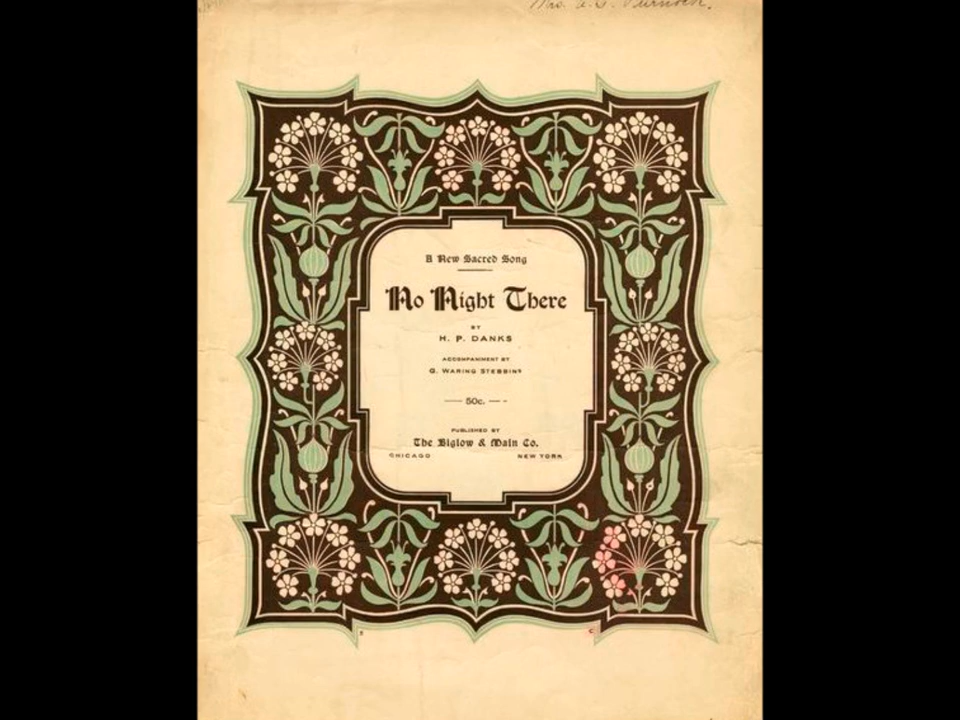 Mrs.
A New Sacred Song
No Night There
BY
H. P. DANKS
ACCOMPANIMENT BY
G. WARING STEBBINS
50c.
PUBLISHED BY
The Biglow & Main Co.
CHICAGO NEW YORK